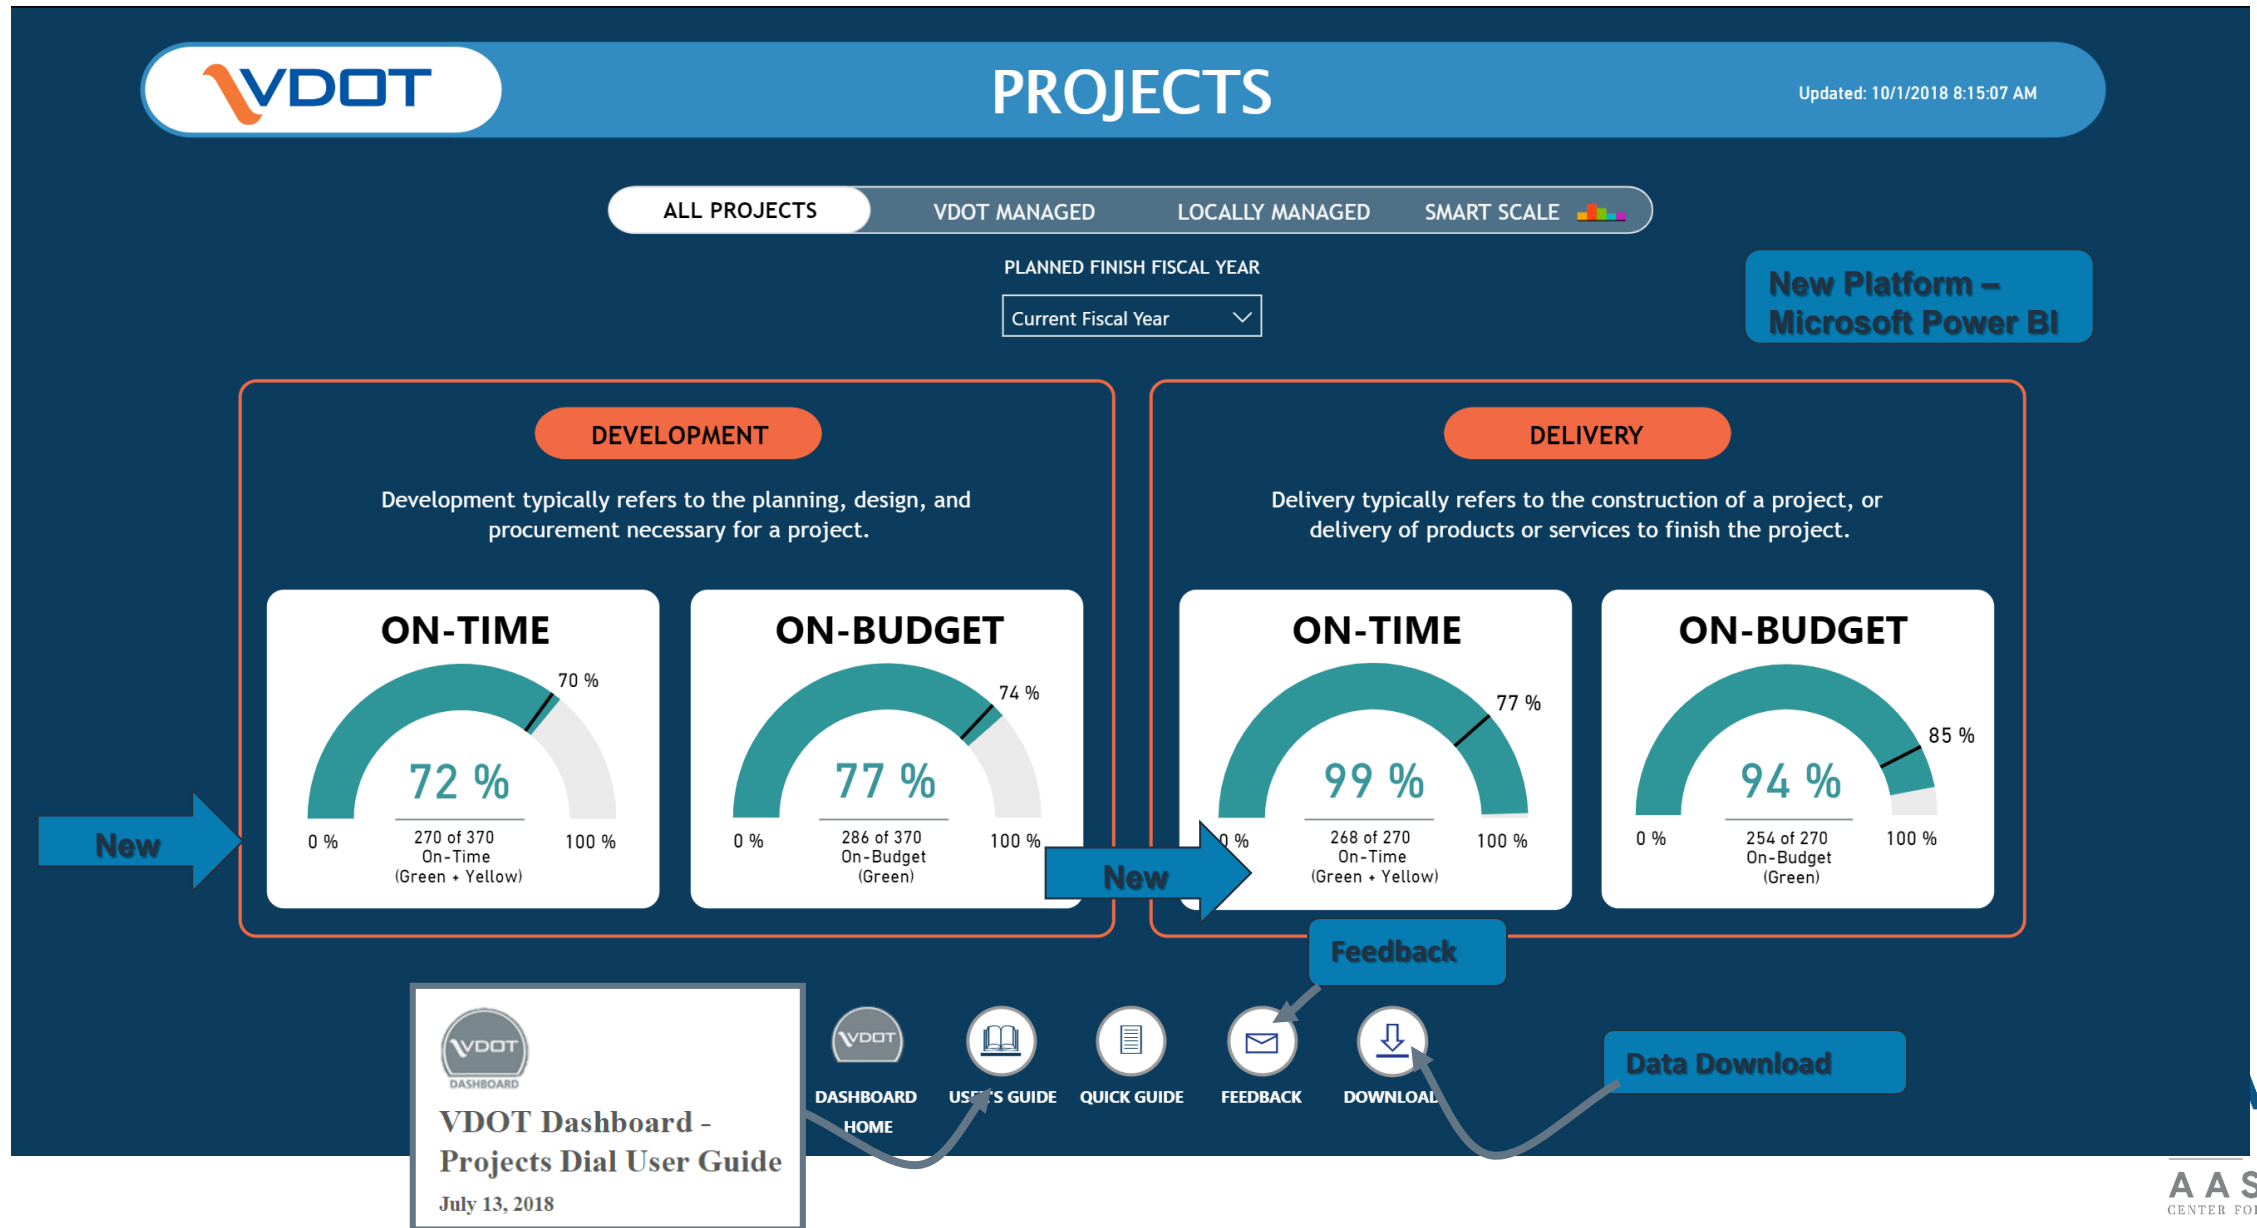 VDOT
PROJECTS
Updated: 10/1/2018 8:15:07 AM
ALL PROJECTS
VDOT MANAGED
LOCALLY MANAGED
SMART SCALE
PLANNED FINISH FISCAL YEAR
Current Fiscal Year
New Platform –
Microsoft Power BI
DEVELOPMENT
Development typically refers to the planning, design, and
procurement necessary for a project.
ON-TIME
70 %
72 %
0 %
270 of 370
On-Time
(Green + Yellow)
100 %
ON-BUDGET
74 %
77 %
0 %
286 of 370
On-Budget
(Green)
100 %
New
DELIVERY
Delivery typically refers to the construction of a project, or
delivery of products or services to finish the project.
ON-TIME
77 %
99 %
0 %
268 of 270
On-Time
(Green + Yellow)
100 %
ON-BUDGET
85 %
94 %
0 %
254 of 270
On-Budget
(Green)
100 %
New
Feedback
VDOT
DASHBOARD
VDOT Dashboard -
Projects Dial User Guide
July 13, 2018
VDOT
DASHBOARD
HOME
USER'S GUIDE
QUICK GUIDE
FEEDBACK
DOWNLOAD
Data Download
AAS
CENTER FO